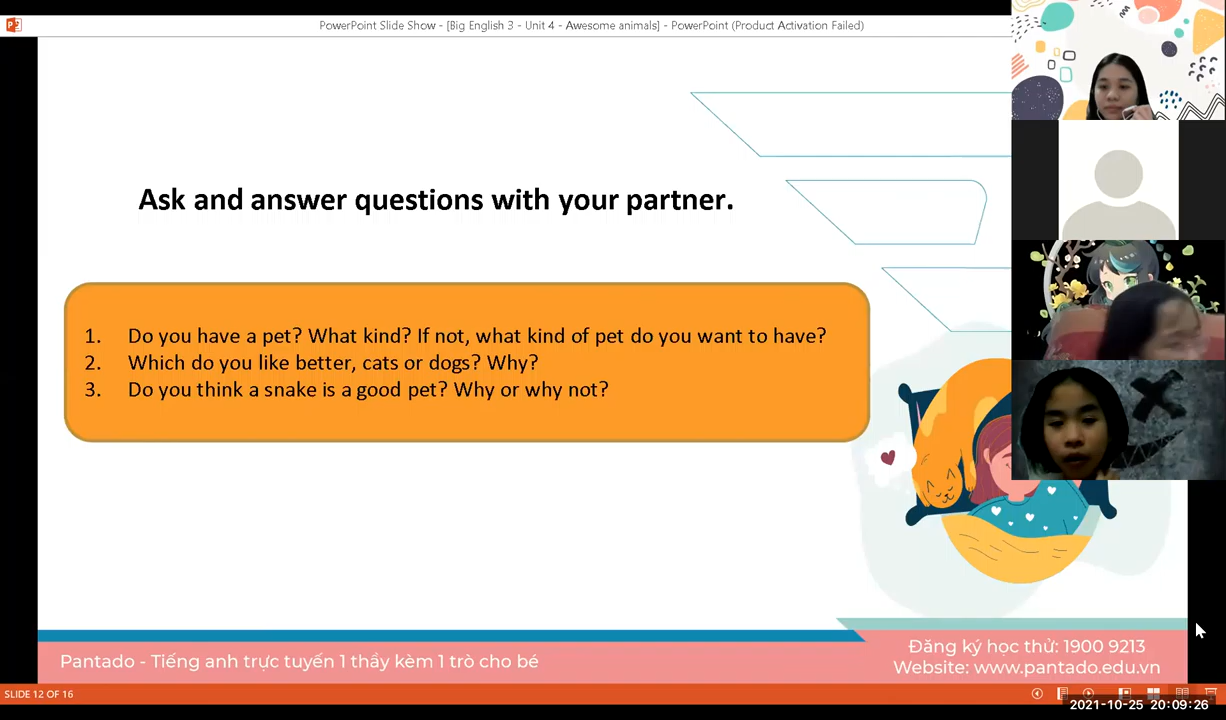 PowerPoint Slide Show - [Big English 3 - Unit 4 - Awesome animals] - PowerPoint (Product Activation Failed)
Ask and answer questions with your partner.
1. Do you have a pet? What kind? If not, what kind of pet do you want to have?
2. Which do you like better, cats or dogs? Why?
3. Do you think a snake is a good pet? Why or why not?
Pantado - Tiếng anh trực tuyến 1 thầy kèm 1 trò cho bé
Đăng ký học thử: 1900 9213
Website: www.pantado.edu.vn
SLIDE 12 OF 16
2021-10-25 20:09:26